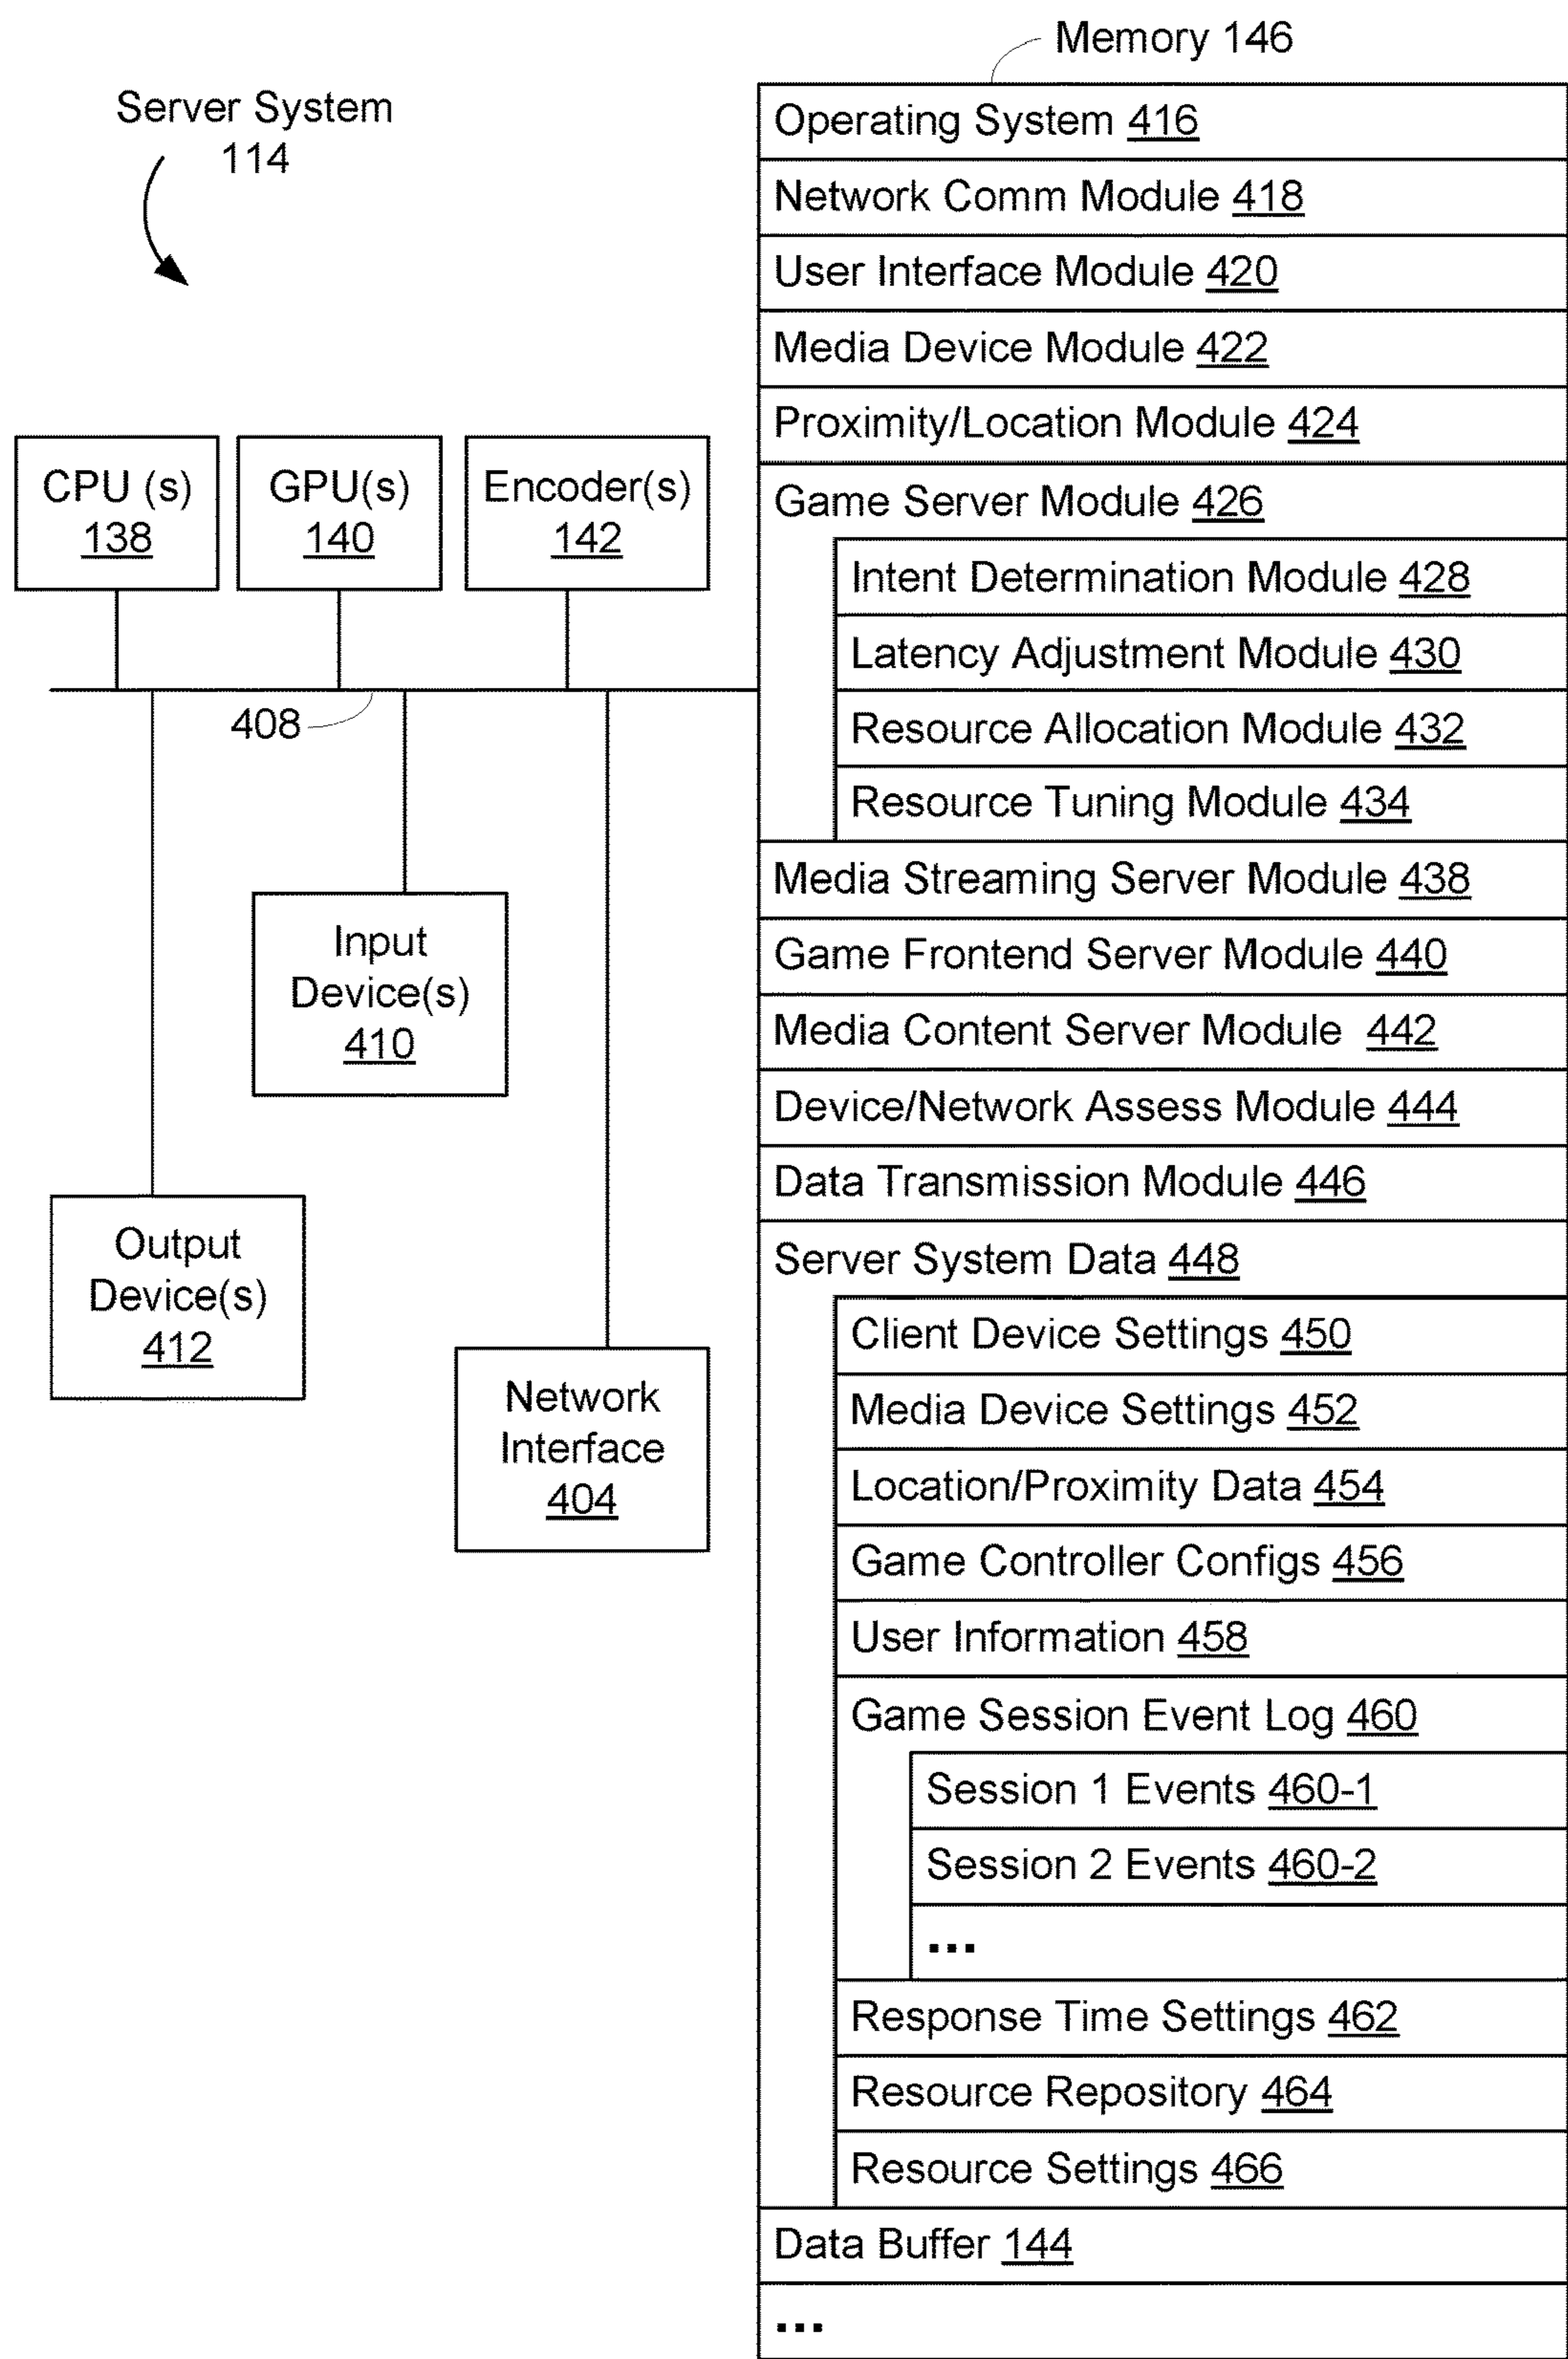 Memory 146
Server System
114
CPU (s)
138
GPU(s)
140
Encoder(s)
142
408
Input
Device(s)
410
Output
Device(s)
412
Network
Interface
404
Operating System 416
Network Comm Module 418
User Interface Module 420
Media Device Module 422
Proximity/Location Module 424
Game Server Module 426
Intent Determination Module 428
Latency Adjustment Module 430
Resource Allocation Module 432
Resource Tuning Module 434
Media Streaming Server Module 438
Game Frontend Server Module 440
Media Content Server Module 442
Device/Network Assess Module 444
Data Transmission Module 446
Server System Data 448
Client Device Settings 450
Media Device Settings 452
Location/Proximity Data 454
Game Controller Configs 456
User Information 458
Game Session Event Log 460
Session 1 Events 460-1
Session 2 Events 460-2
...
Response Time Settings 462
Resource Repository 464
Resource Settings 466
Data Buffer 144
...